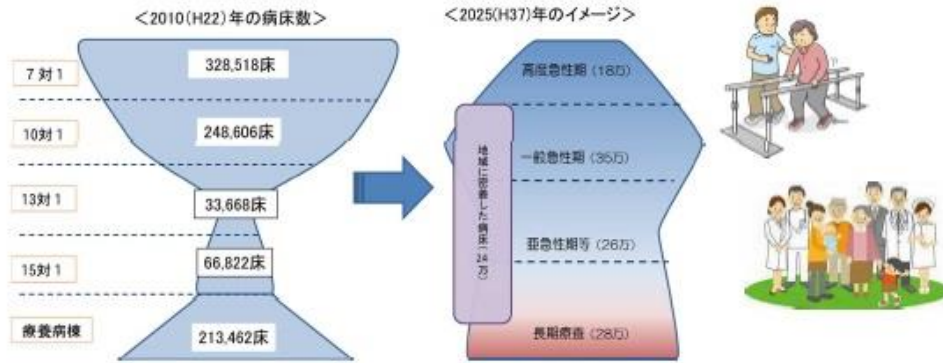 ＜2010(H22)年の病床数＞
7対1
328,518床
10対1
248,606床
13対1
33,668床
15対1
66,822床
療養病棟
213,462床
＜2025(H37)年のイメージ＞
高度急性期 (18万)
一般急性期 (35万)
亜急性期等 (26万)
長期療養 (28万)
地域に密着した病床(24万)